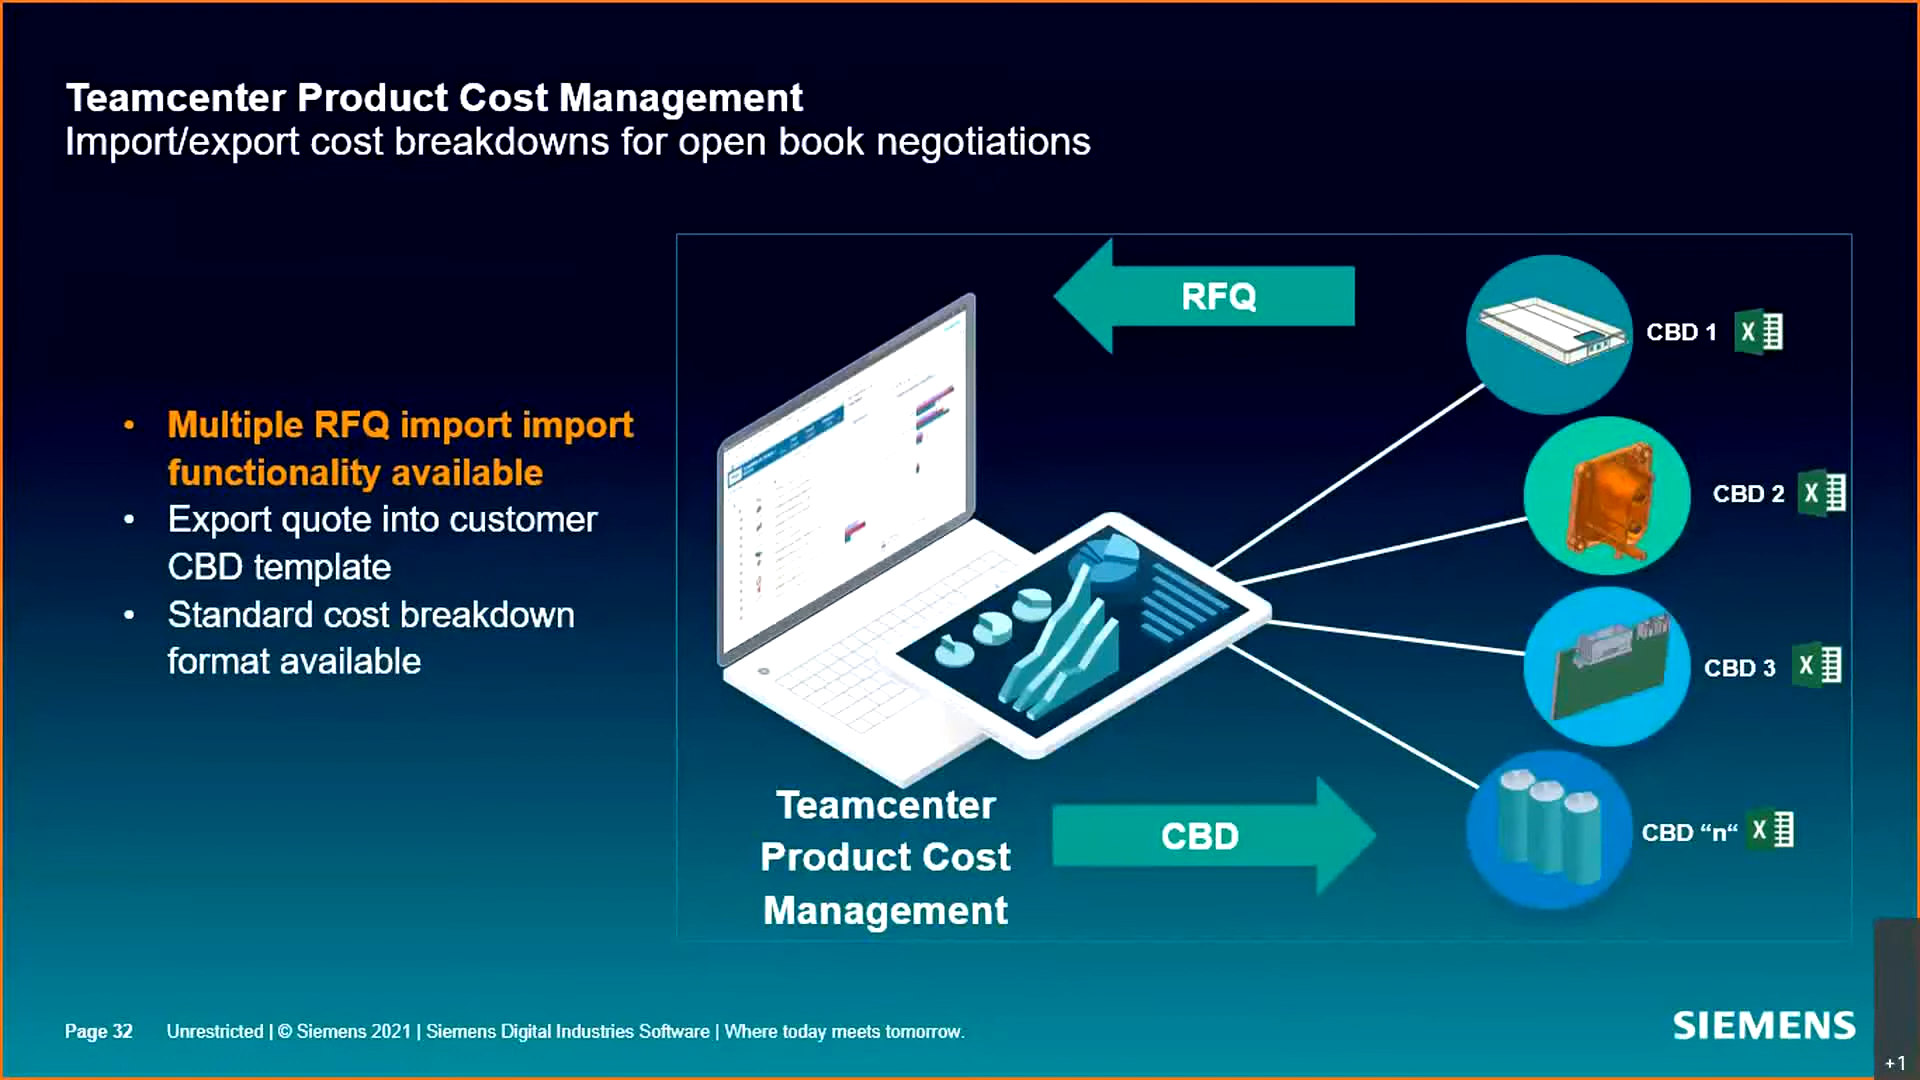 Teamcenter Product Cost Management
Import/export cost breakdowns for open book negotiations
• Multiple RFQ import import
functionality available
• Export quote into customer
CBD template
• Standard cost breakdown
format available
RFQ
CBD 1
CBD 2
CBD 3
CBD “n“
Teamcenter
Product Cost
Management
CBD
Page 32 Unrestricted | © Siemens 2021 | Siemens Digital Industries Software | Where today meets tomorrow.
SIEMENS
+1